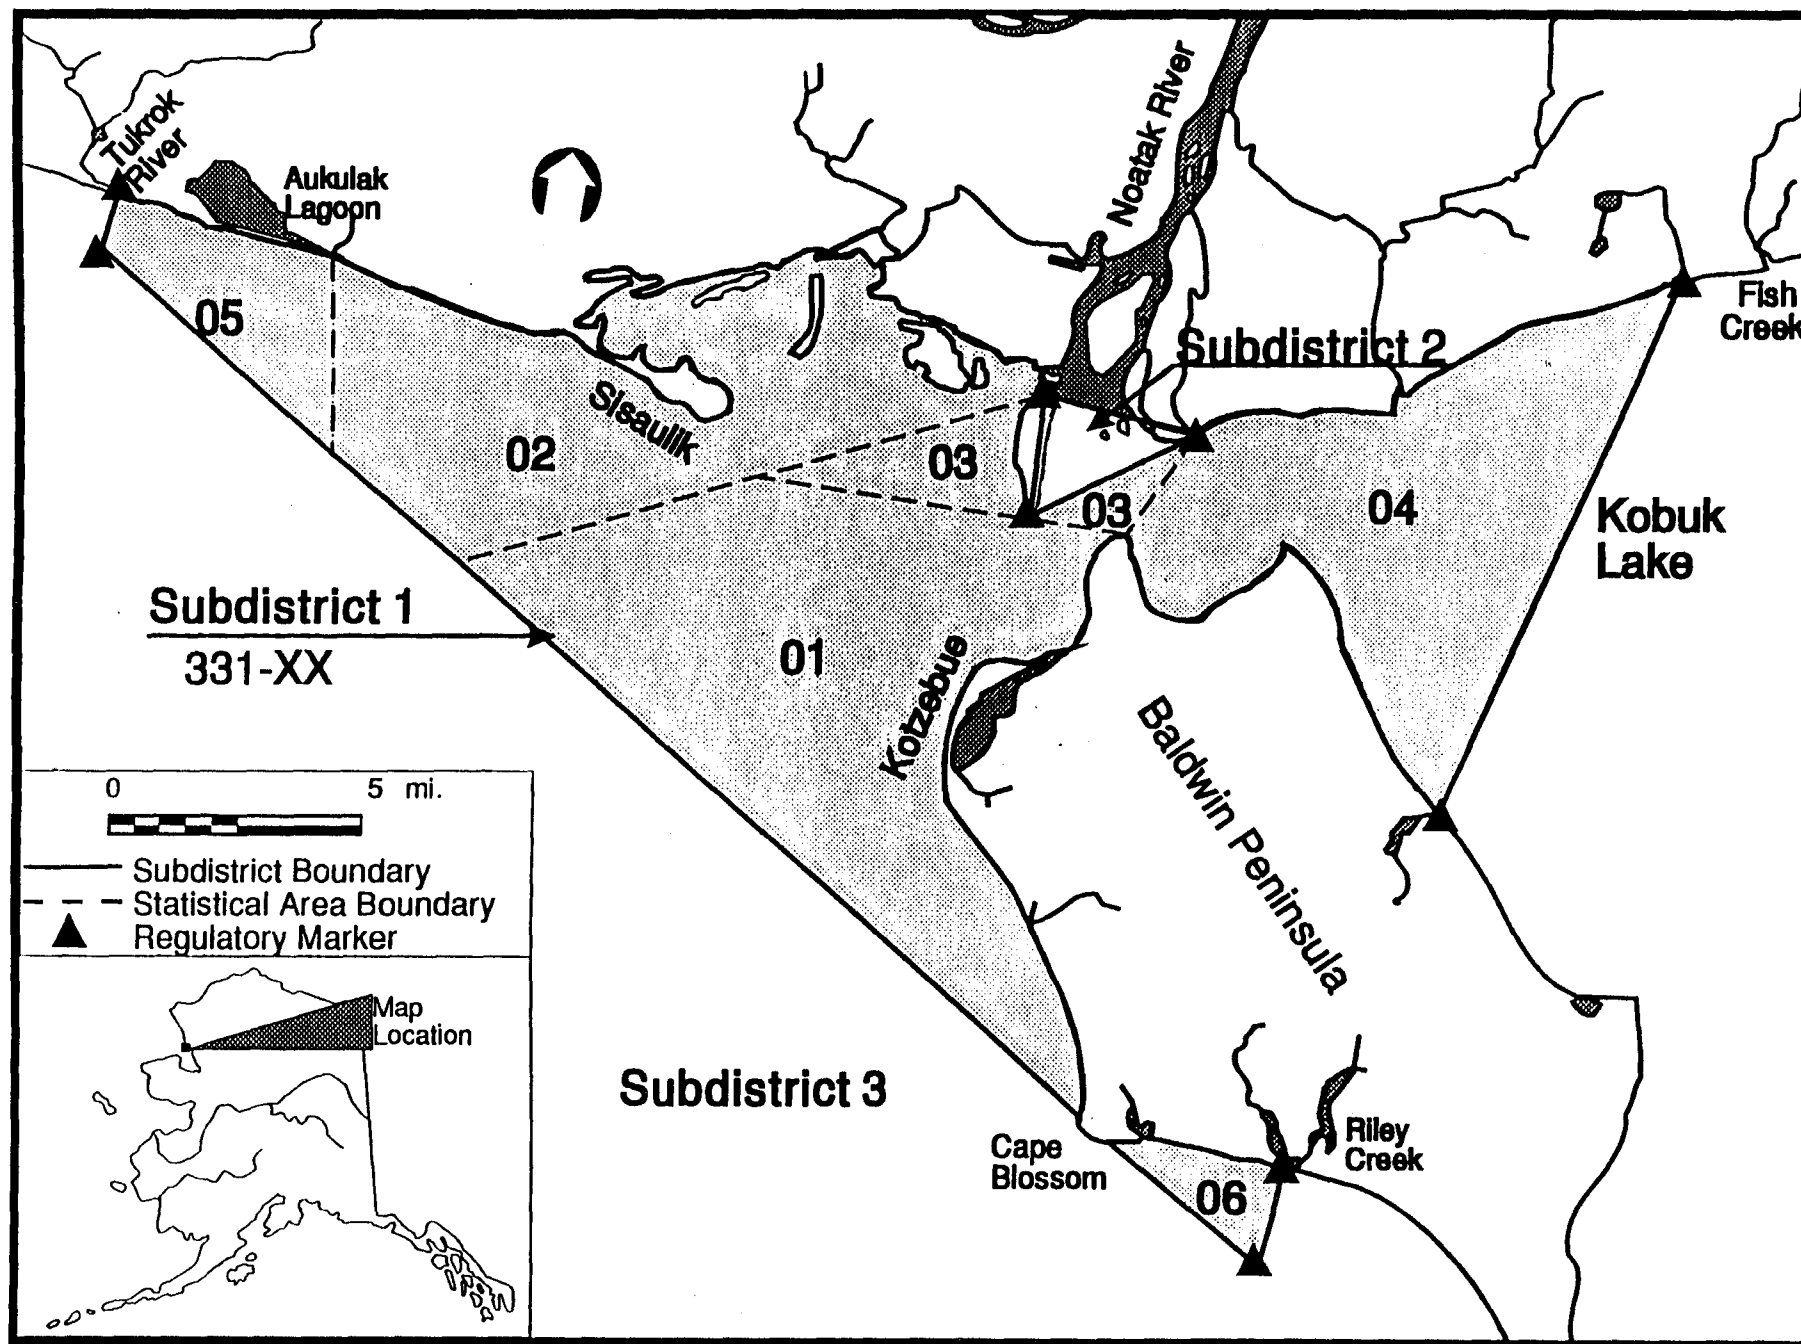 Tukrok
River
Aukulak
Lagoon
Noatak River
Fish
Creek
05
Subdistrict 2
Sisaulik
02
03
03
04
Kobuk
Lake
Subdistrict 1
331-XX
01
Kotzebue
Baldwin Peninsula
0 5 mi.
Subdistrict Boundary
Statistical Area Boundary
Regulatory Marker
Map
Location
Subdistrict 3
Cape
Blossom
Riley
Creek
06